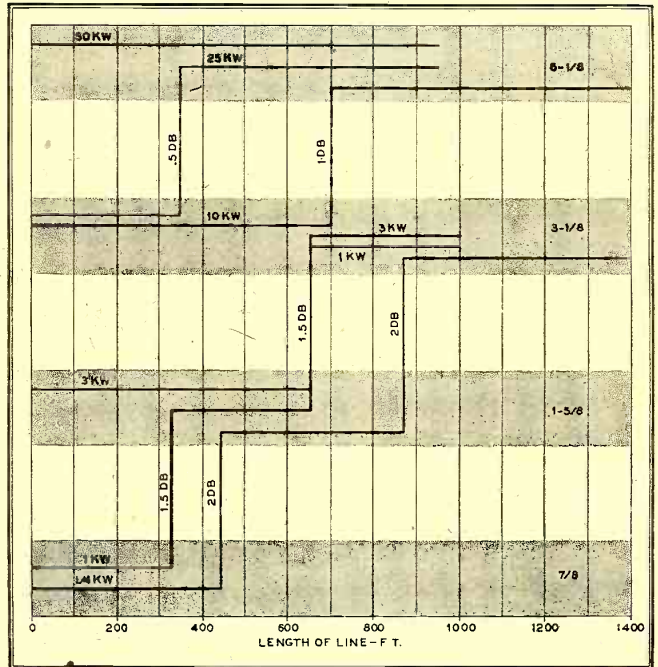 50 KW
25 KW
6-1/8
.5 DB
1 DB
10 KW
3 KW
3-1/8
1 KW
1.5 DB
2 DB
3 KW
1-5/8
1.5 DB
2 DB
1 KW
1/4 KW
7/8
0 200 400 600 800 1000 1200 1400
LENGTH OF LINE-FT.